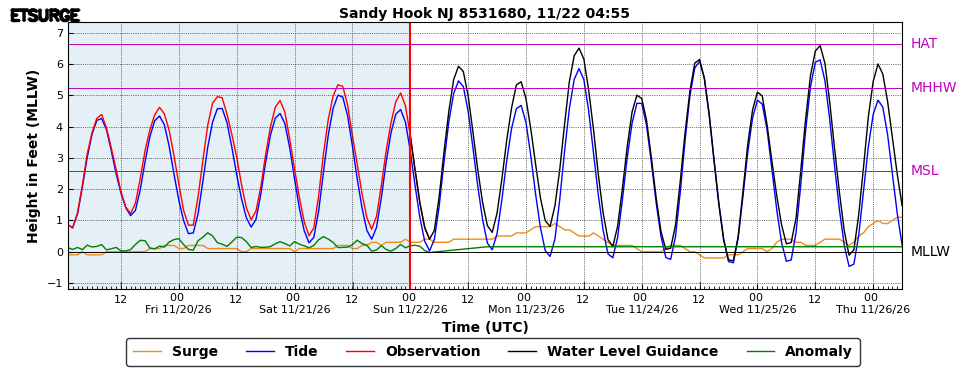 ETSURGE
Sandy Hook NJ 8531680, 11/22 04:55
Height in Feet (MLLW)
7
6
5
4
3
2
1
0
−1
HAT
MHHW
MSL
MLLW
12 00 12 00 12 00 12 00 12 00 12 00 12 00
Fri 11/20/26 Sat 11/21/26 Sun 11/22/26 Mon 11/23/26 Tue 11/24/26 Wed 11/25/26 Thu 11/26/26
Time (UTC)
Surge Tide Observation Water Level Guidance Anomaly